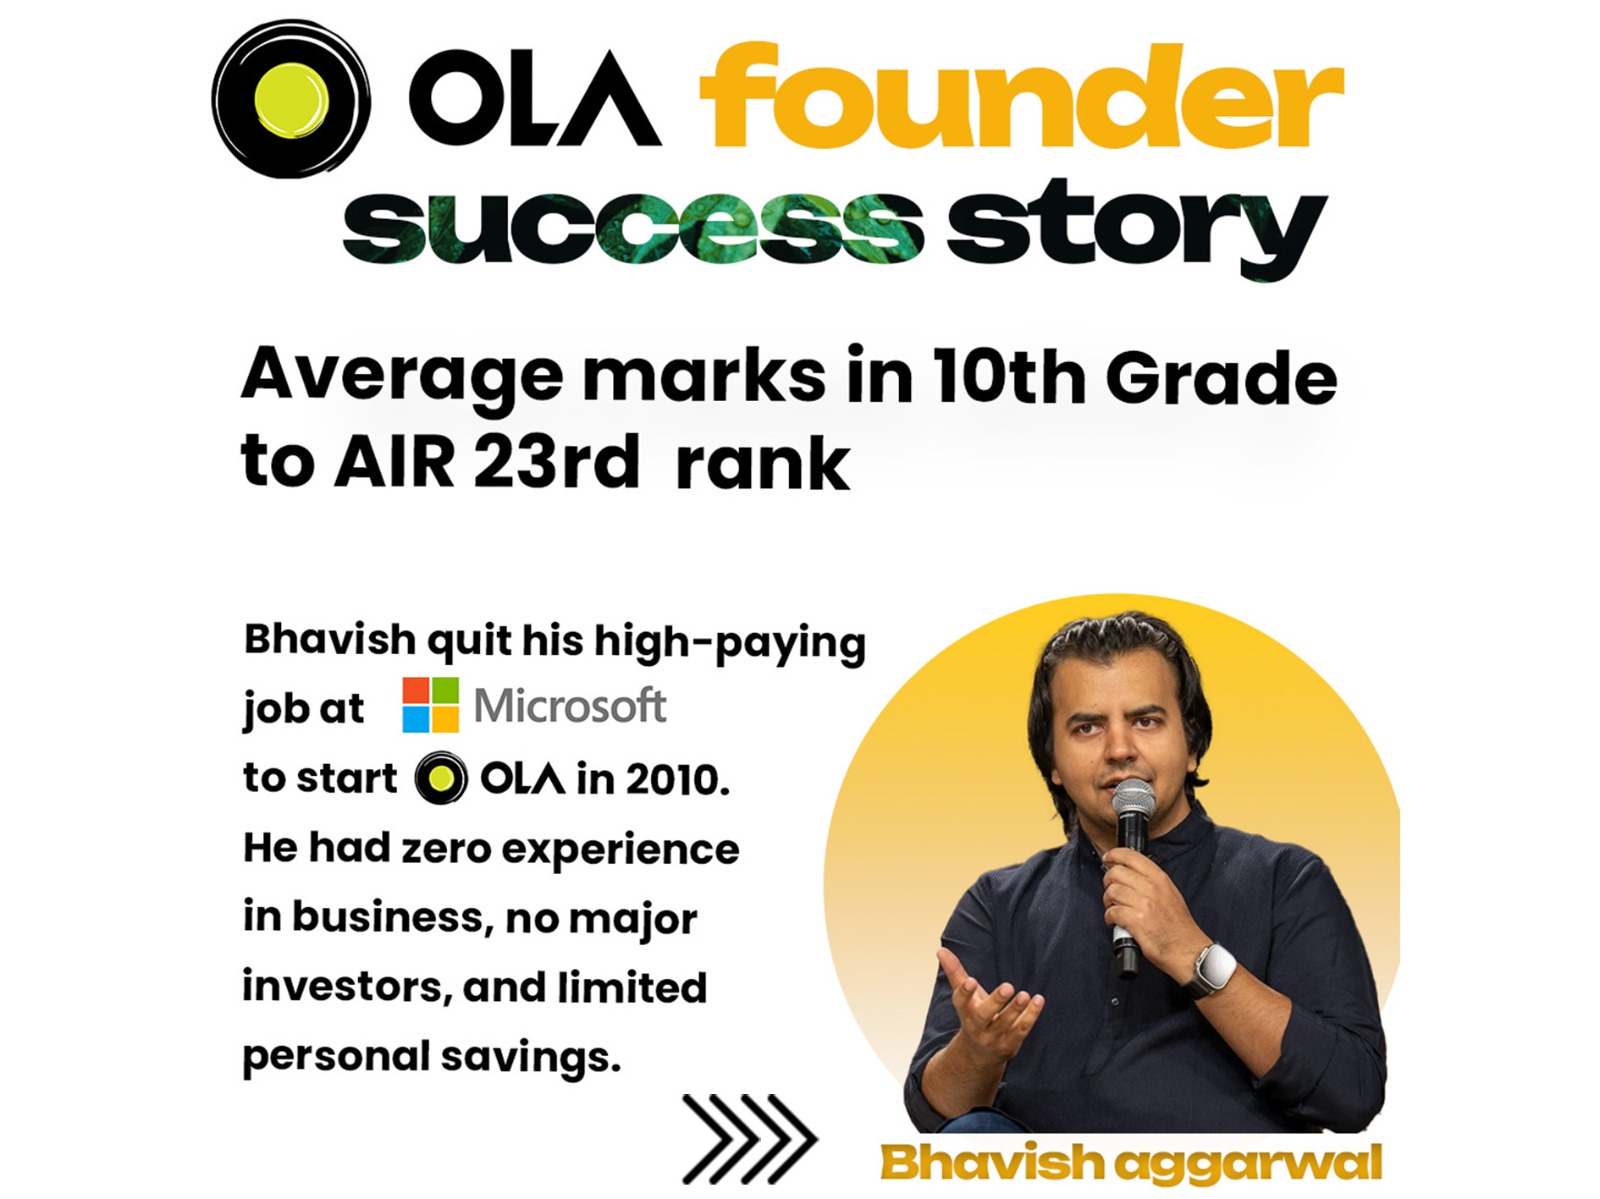 OLA founder
success story
Average marks in 10th Grade
to AIR 23rd rank
Bhavish quit his high-paying
job at Microsoft
to start OLA in 2010.
He had zero experience
in business, no major
investors, and limited
personal savings.
Bhavish aggarwal